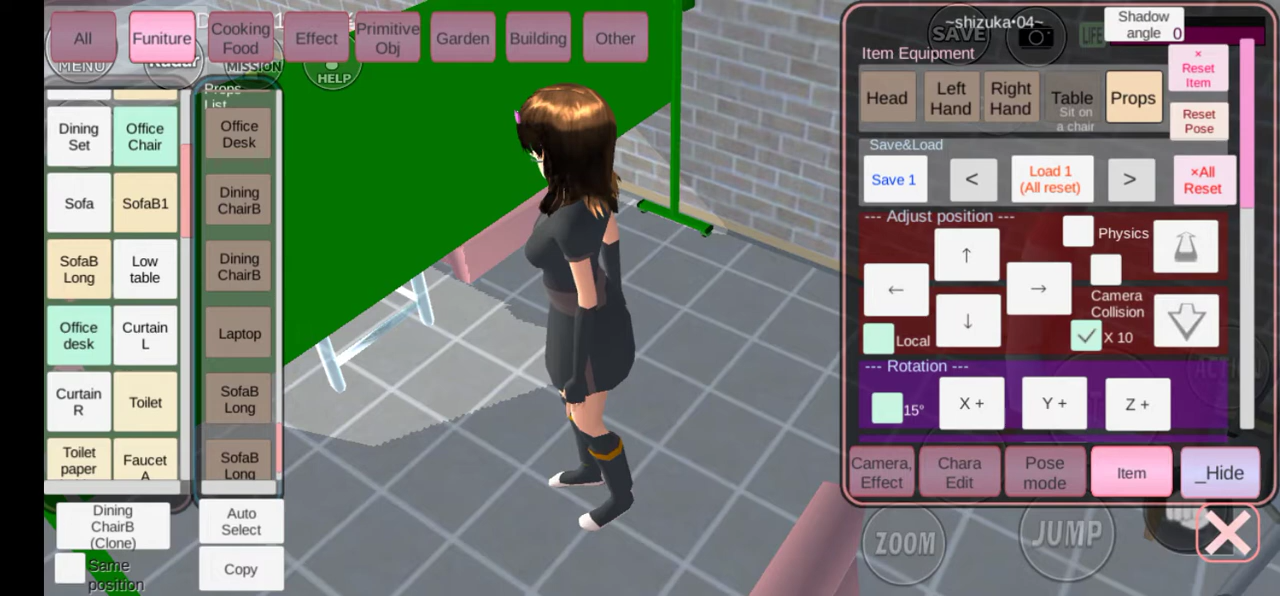 All
Funiture
Cooking
Food
Effect
Primitive
Obj
Garden
Building
Other
MENU
Radar
MISSION
HELP
Props
List
Dining
Set
Office
Chair
Sofa
SofaB1
SofaB
Long
Low
table
Office
desk
Curtain
L
Curtain
R
Toilet
Toilet
paper
Faucet
A
Office
Desk
Dining
ChairB
Dining
ChairB
Laptop
SofaB
Long
SofaB
Long
Dining
ChairB
(Clone)
Same
position
Auto
Select
Copy
~shizuka•04~
SAVE
LIFE
Shadow
angle 0
Item Equipment
×
Reset
Item
Head
Left
Hand
Right
Hand
Table
Sit on
a chair
Props
Reset
Pose
Save&Load
Save 1
<
Load 1
(All reset)
>
×All
Reset
--- Adjust position ---
↑
←
→
↓
Physics
Camera
Collision
Local
X 10
--- Rotation ---
15°
X +
Y +
Z +
Camera,
Effect
Chara
Edit
Pose
mode
Item
_Hide
ZOOM
JUMP